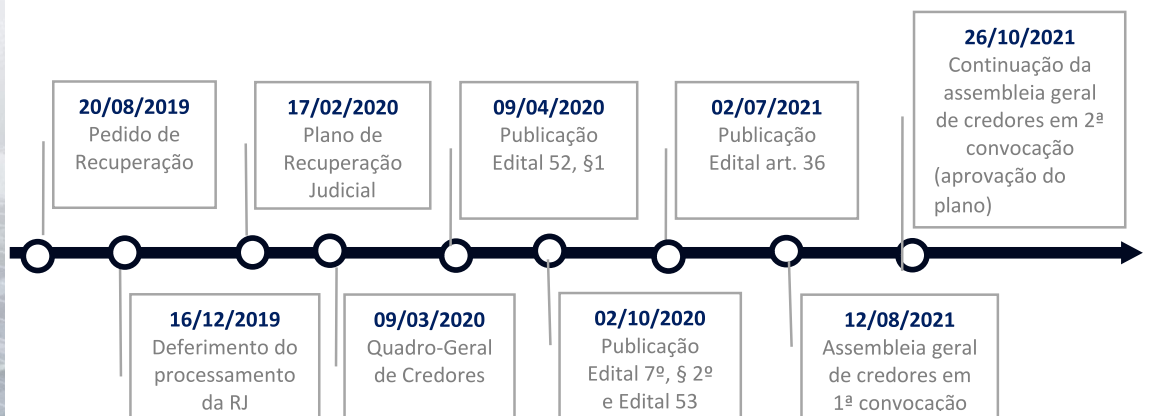 20/08/2019
Pedido de
Recuperação
16/12/2019
Deferimento do
processamento
da RJ
17/02/2020
Plano de
Recuperação
Judicial
09/03/2020
Quadro-Geral
de Credores
09/04/2020
Publicação
Edital 52, §1
02/10/2020
Publicação
Edital 7º, § 2º
e Edital 53
02/07/2021
Publicação
Edital art. 36
12/08/2021
Assembleia geral
de credores em
1ª convocação
26/10/2021
Continuação da
assembleia geral
de credores em 2ª
convocação
(aprovação do
plano)